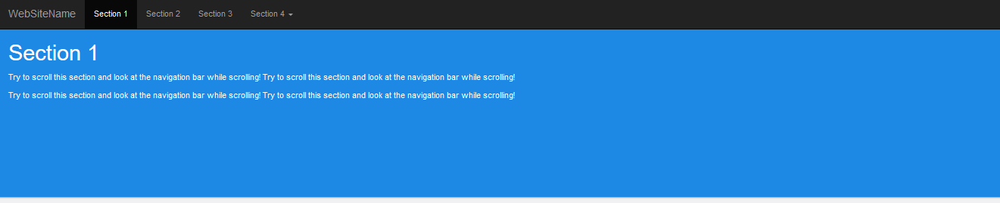 WebSiteName Section 1 Section 2 Section 3 Section 4
Section 1
Try to scroll this section and look at the navigation bar while scrolling! Try to scroll this section and look at the navigation bar while scrolling!
Try to scroll this section and look at the navigation bar while scrolling! Try to scroll this section and look at the navigation bar while scrolling!